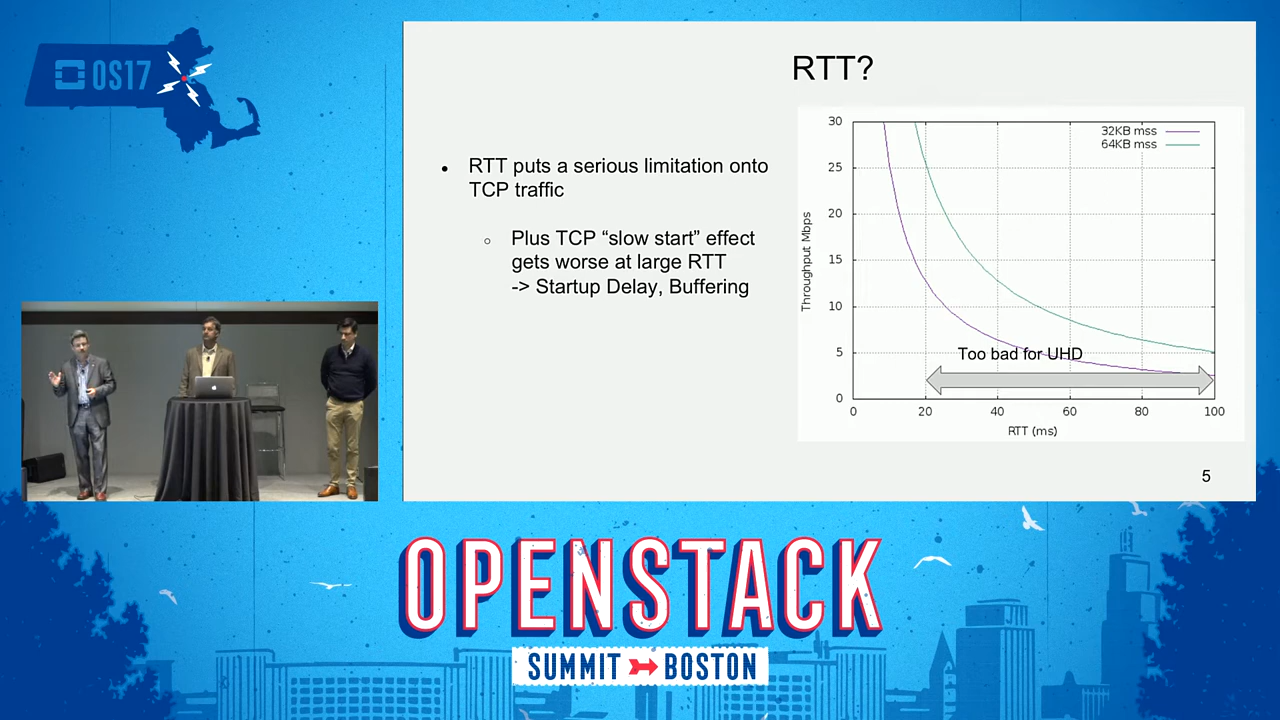 OS17
RTT?
RTT puts a serious limitation onto
TCP traffic
Plus TCP “slow start” effect
gets worse at large RTT
-> Startup Delay, Buffering
32KB mss
64KB mss
Throughput Mbps
30
25
20
15
10
5
0
Too bad for UHD
0 20 40 60 80 100
RTT (ms)
5
OPENSTACK
SUMMIT BOSTON